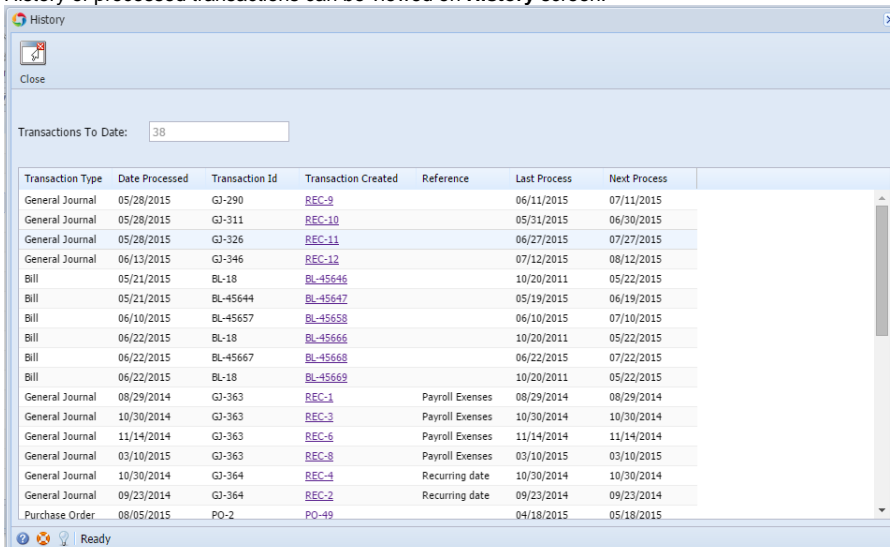 History of processed transactions can be viewed on History screen.
History
Close
Transactions To Date: 38
Transaction Type Date Processed Transaction Id Transaction Created Reference Last Process Next Process
General Journal 05/28/2015 GJ-290 REC-9 06/11/2015 07/11/2015
General Journal 05/28/2015 GJ-311 REC-10 05/31/2015 06/30/2015
General Journal 05/28/2015 GJ-326 REC-11 06/27/2015 07/27/2015
General Journal 06/13/2015 GJ-346 REC-12 07/12/2015 08/12/2015
Bill 05/21/2015 BL-18 BL-45646 10/20/2011 05/22/2015
Bill 05/21/2015 BL-45644 BL-45647 05/19/2015 06/19/2015
Bill 06/10/2015 BL-45657 BL-45658 06/10/2015 07/10/2015
Bill 06/22/2015 BL-18 BL-45666 10/20/2011 05/22/2015
Bill 06/22/2015 BL-45667 BL-45668 06/22/2015 07/22/2015
Bill 06/22/2015 BL-18 BL-45669 10/20/2011 05/22/2015
General Journal 08/29/2014 GJ-363 REC-1 Payroll Exenses 08/29/2014 08/29/2014
General Journal 10/30/2014 GJ-363 REC-3 Payroll Exenses 10/30/2014 10/30/2014
General Journal 11/14/2014 GJ-363 REC-6 Payroll Exenses 11/14/2014 11/14/2014
General Journal 03/10/2015 GJ-363 REC-8 Payroll Exenses 03/10/2015 03/10/2015
General Journal 10/30/2014 GJ-364 REC-4 Recurring date 10/30/2014 10/30/2014
General Journal 09/23/2014 GJ-364 REC-2 Recurring date 09/23/2014 09/23/2014
Purchase Order 08/05/2015 PO-2 PO-49 04/18/2015 05/18/2015
Ready